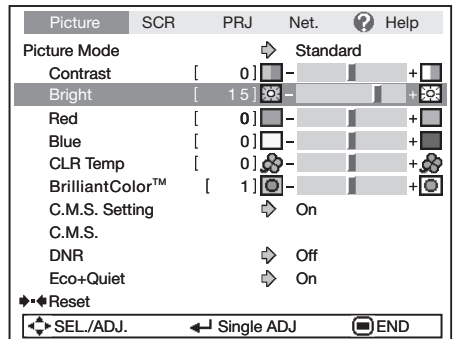 Picture SCR PRJ Net. ? Help
Picture Mode Standard
Contrast [ 0 ] - +
Bright [ 15 ] - +
Red [ 0 ] - +
Blue [ 0 ] - +
CLR Temp [ 0 ] - +
BrilliantColor™ [ 1 ] - +
C.M.S. Setting On
C.M.S.
DNR Off
Eco+Quiet On
Reset
SEL./ADJ. Single ADJ END